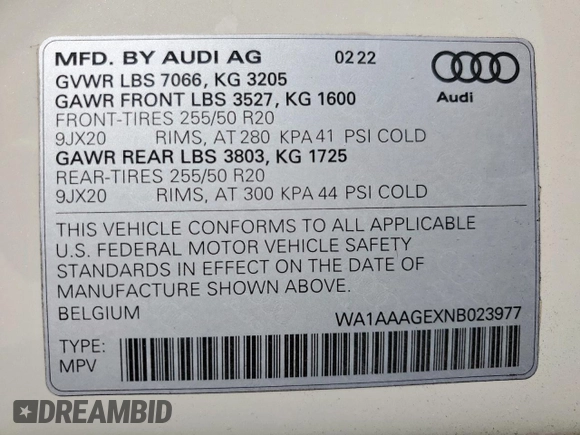 MFD. BY AUDI AG 02 22
GVWR LBS 7066, KG 3205
GAWR FRONT LBS 3527, KG 1600
FRONT-TIRES 255/50 R20
9JX20 RIMS, AT 280 KPA 41 PSI COLD
GAWR REAR LBS 3803, KG 1725
REAR-TIRES 255/50 R20
9JX20 RIMS, AT 300 KPA 44 PSI COLD
Audi
THIS VEHICLE CONFORMS TO ALL APPLICABLE
U.S. FEDERAL MOTOR VEHICLE SAFETY
STANDARDS IN EFFECT ON THE DATE OF
MANUFACTURE SHOWN ABOVE.
BELGIUM WA1AAAGEXNB023977
TYPE:
MPV
DREAMBID